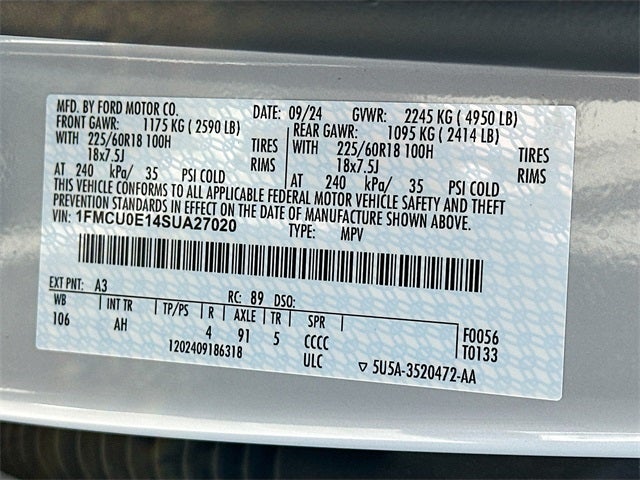 MFD. BY FORD MOTOR CO. DATE: 09/24 GVWR: 2245 KG ( 4950 LB)
FRONT GAWR: 1175 KG ( 2590 LB) REAR GAWR: 1095 KG ( 2414 LB)
WITH 225/60R18 100H TIRES WITH 225/60R18 100H TIRES
18x7.5J RIMS 18x7.5J RIMS
AT 240 kPa/ 35 PSI COLD AT 240 kPa/ 35 PSI COLD
THIS VEHICLE CONFORMS TO ALL APPLICABLE FEDERAL MOTOR VEHICLE SAFETY AND THEFT
PREVENTION STANDARDS IN EFFECT ON THE DATE OF MANUFACTURE SHOWN ABOVE.
VIN: 1FMCU0E14SUA27020 TYPE: MPV
EXT PNT: A3 RC: 89 DSO:
WB INT TR TP/PS R AXLE TR SPR F0056
106 AH 4 91 5 CCCC T0133
1202409186318 ULC ▽ 5U5A-3520472-AA